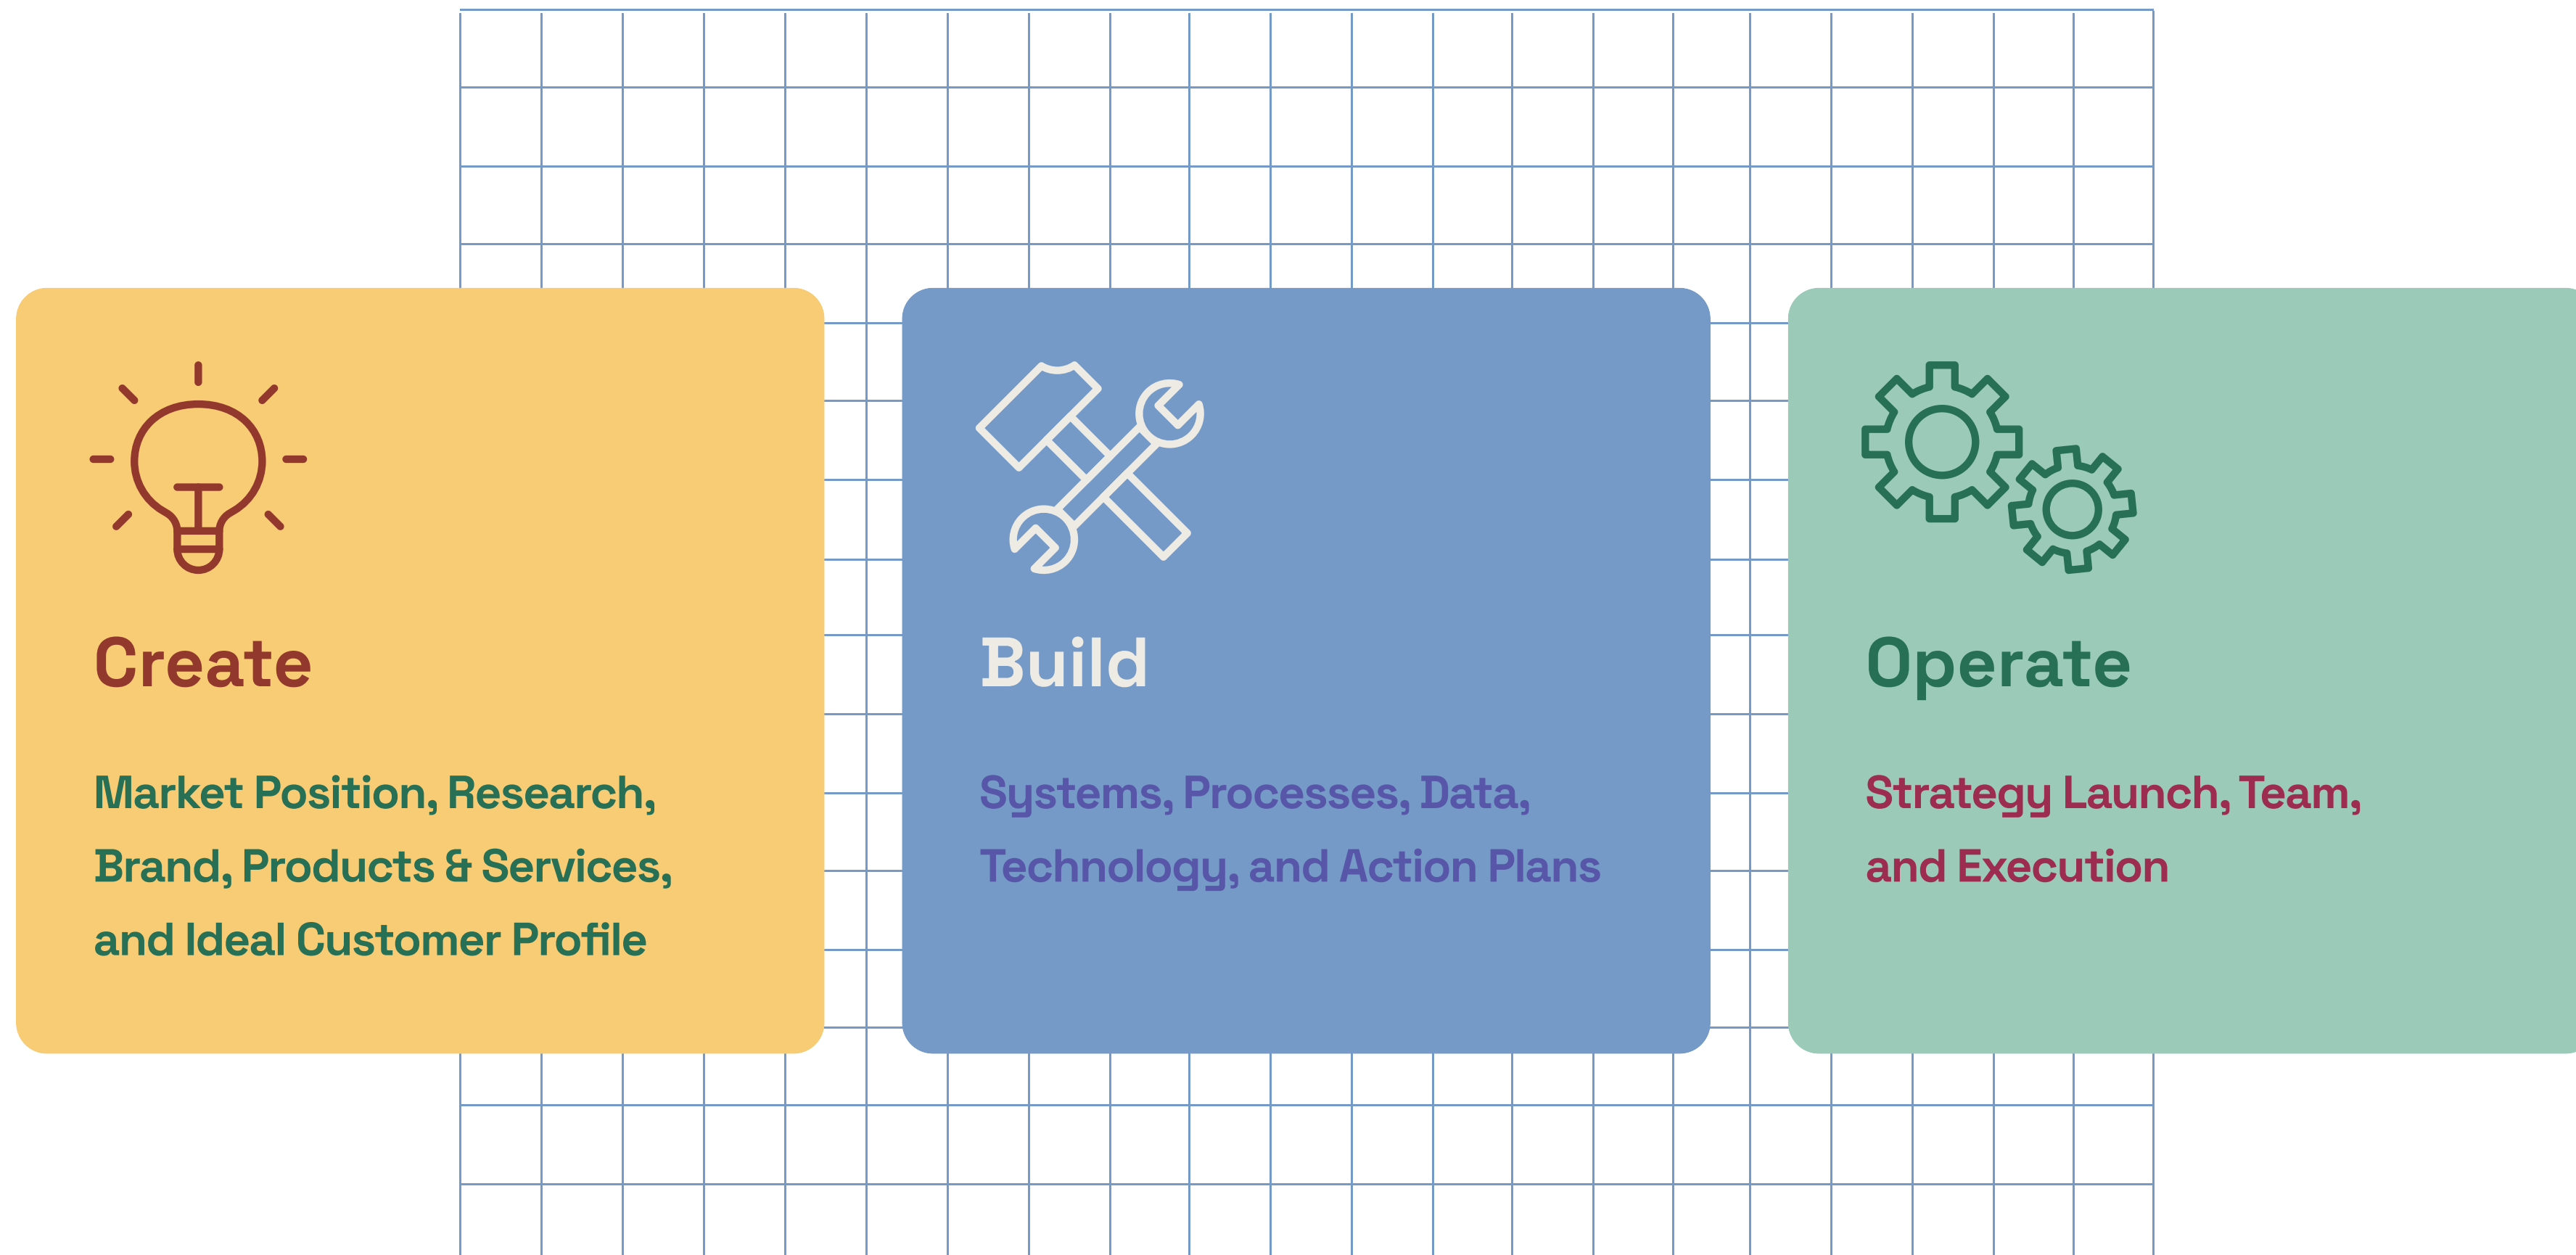 Create
Market Position, Research,
Brand, Products & Services,
and Ideal Customer Profile
Build
Systems, Processes, Data,
Technology, and Action Plans
Operate
Strategy Launch, Team,
and Execution